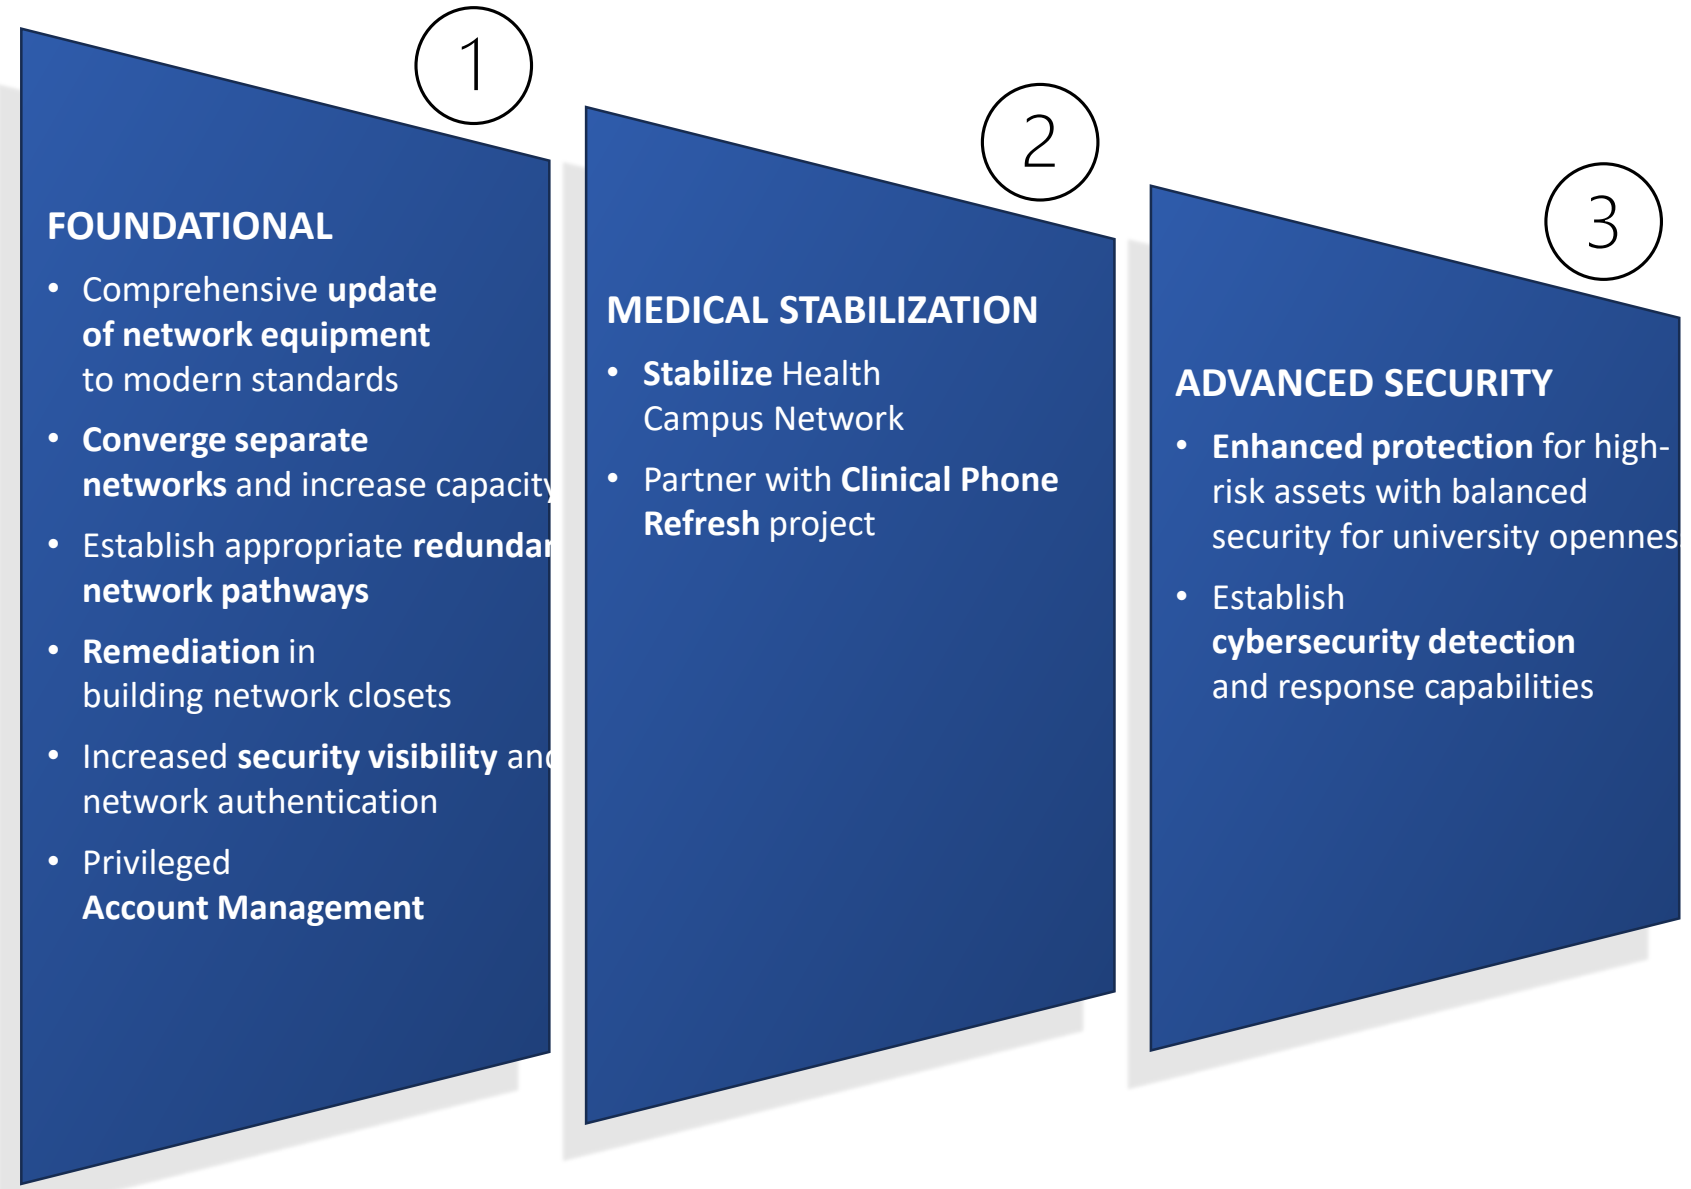 1
FOUNDATIONAL
• Comprehensive update
of network equipment
to modern standards
• Converge separate
networks and increase capacity
• Establish appropriate redundan
network pathways
• Remediation in
building network closets
• Increased security visibility and
network authentication
• Privileged
Account Management
2
MEDICAL STABILIZATION
• Stabilize Health
Campus Network
• Partner with Clinical Phone
Refresh project
3
ADVANCED SECURITY
• Enhanced protection for high-
risk assets with balanced
security for university opennes
• Establish
cybersecurity detection
and response capabilities